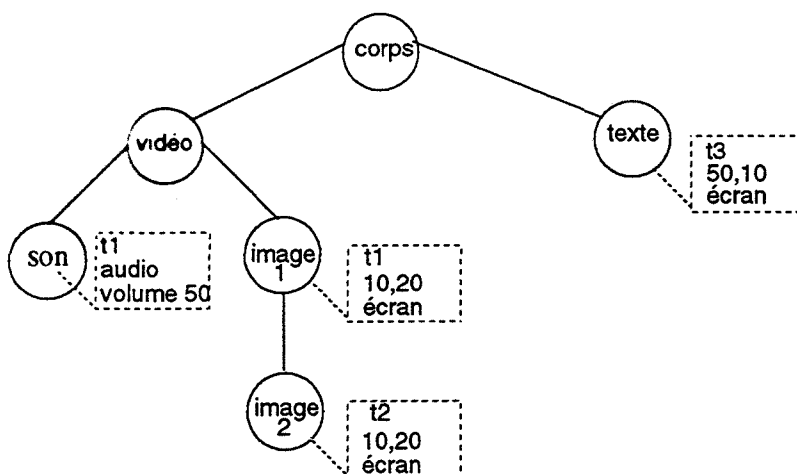 corps
vidéo
texte
t3
50,10
écran
son
t1
audio
volume 50
image
1
t1
10,20
écran
image
2
t2
10,20
écran